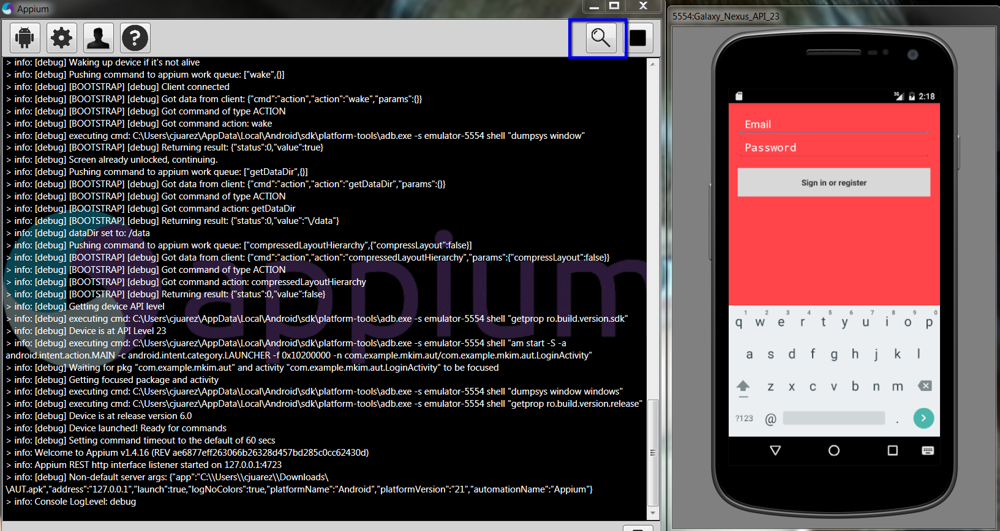 Appium
> info: [debug] Waking up device if it's not alive
> info: [debug] Pushing command to appium work queue: ["wake",{}]
> info: [debug] [BOOTSTRAP] [debug] Client connected
> info: [debug] [BOOTSTRAP] [debug] Got data from client: {"cmd":"action","action":"wake","params":{}}
> info: [debug] [BOOTSTRAP] [debug] Got command of type ACTION
> info: [debug] [BOOTSTRAP] [debug] Got command action: wake
> info: [debug] executing cmd: C:\Users\cjuarez\AppData\Local\Android\sdk\platform-tools\adb.exe -s emulator-5554 shell "dumpsys window"
> info: [debug] [BOOTSTRAP] [debug] Returning result: {"status":0,"value":true}
> info: [debug] Screen already unlocked, continuing.
> info: [debug] Pushing command to appium work queue: ["getDataDir",{}]
> info: [debug] [BOOTSTRAP] [debug] Got data from client: {"cmd":"action","action":"getDataDir","params":{}}
> info: [debug] [BOOTSTRAP] [debug] Got command of type ACTION
> info: [debug] [BOOTSTRAP] [debug] Got command action: getDataDir
> info: [debug] [BOOTSTRAP] [debug] Returning result: {"status":0,"value":"\/data"}
> info: [debug] dataDir set to: /data
> info: [debug] Pushing command to appium work queue: ["compressedLayoutHierarchy",{"compressLayout":false}]
> info: [debug] [BOOTSTRAP] [debug] Got data from client: {"cmd":"action","action":"compressedLayoutHierarchy","params":{"compressLayout":false}}
> info: [debug] [BOOTSTRAP] [debug] Got command of type ACTION
> info: [debug] [BOOTSTRAP] [debug] Got command action: compressedLayoutHierarchy
> info: [debug] [BOOTSTRAP] [debug] Returning result: {"status":0,"value":false}
> info: [debug] Getting device API level
> info: [debug] executing cmd: C:\Users\cjuarez\AppData\Local\Android\sdk\platform-tools\adb.exe -s emulator-5554 shell "getprop ro.build.version.sdk"
> info: [debug] Device is at API Level 23
> info: [debug] executing cmd: C:\Users\cjuarez\AppData\Local\Android\sdk\platform-tools\adb.exe -s emulator-5554 shell "am start -S -a
android.intent.action.MAIN -c android.intent.category.LAUNCHER -f 0x10200000 -n com.example.mkim.aut/com.example.mkim.aut.LoginActivity"
> info: [debug] Waiting for pkg "com.example.mkim.aut" and activity "com.example.mkim.aut.LoginActivity" to be focused
> info: [debug] Getting focused package and activity
> info: [debug] executing cmd: C:\Users\cjuarez\AppData\Local\Android\sdk\platform-tools\adb.exe -s emulator-5554 shell "dumpsys window windows"
> info: [debug] executing cmd: C:\Users\cjuarez\AppData\Local\Android\sdk\platform-tools\adb.exe -s emulator-5554 shell "getprop ro.build.version.release"
> info: [debug] Device is at release version 6.0
> info: [debug] Device launched! Ready for commands
> info: [debug] Setting command timeout to the default of 60 secs
> info: Welcome to Appium v1.4.16 (REV ae6877eff263066b26328d457bd285c0cc62430d)
> info: Appium REST http interface listener started on 127.0.0.1:4723
> info: [debug] Non-default server args: {"app":"C:\\Users\\cjuarez\\Downloads\
\AUT.apk","address":"127.0.0.1","launch":true,"logNoColors":true,"platformName":"Android","platformVersion":"21","automationName":"Appium"}
> info: Console LogLevel: debug
appium
5554:Galaxy_Nexus_API_23
3G 2:18
Email
Password
Sign in or register
1 2 3 4 5 6 7 8 9 0
q w e r t y u i o p
a s d f g h j k l
z x c v b n m
?123 @ .